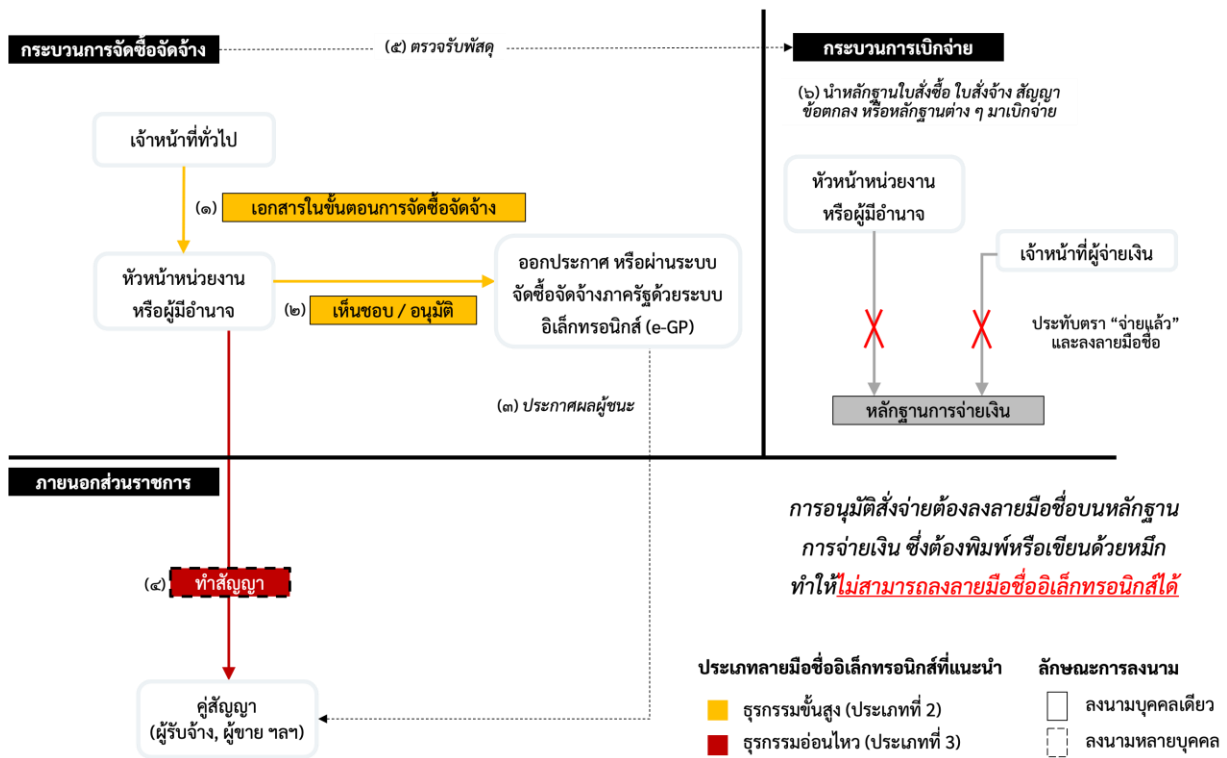 กระบวนการจัดซื้อจัดจ้าง
(๕) ตรวจรับพัสดุ
กระบวนการเบิกจ่าย
(๖) นำหลักฐานใบสั่งซื้อ ใบสั่งจ้าง สัญญา
ข้อตกลง หรือหลักฐานต่าง ๆ มาเบิกจ่าย
เจ้าหน้าที่ทั่วไป
(๑)
เอกสารในขั้นตอนการจัดซื้อจัดจ้าง
หัวหน้าหน่วยงาน
หรือผู้มีอำนาจ
(๒)
เห็นชอบ / อนุมัติ
ออกประกาศ หรือผ่านระบบ
จัดซื้อจัดจ้างภาครัฐด้วยระบบ
อิเล็กทรอนิกส์ (e-GP)
(๓) ประกาศผลผู้ชนะ
หัวหน้าหน่วยงาน
หรือผู้มีอำนาจ
เจ้าหน้าที่ผู้จ่ายเงิน
ประทับตรา “จ่ายแล้ว”
และลงลายมือชื่อ
หลักฐานการจ่ายเงิน
ภายนอกส่วนราชการ
(๔)
ทำสัญญา
คู่สัญญา
(ผู้รับจ้าง, ผู้ขาย ฯลฯ)
การอนุมัติสั่งจ่ายต้องลงลายมือชื่อบนหลักฐาน
การจ่ายเงิน ซึ่งต้องพิมพ์หรือเขียนด้วยหมึก
ทำให้ไม่สามารถลงลายมือชื่ออิเล็กทรอนิกส์ได้
ประเภทลายมือชื่ออิเล็กทรอนิกส์ที่แนะนำ
ธุรกรรมขั้นสูง (ประเภทที่ 2)
ธุรกรรมอ่อนไหว (ประเภทที่ 3)
ลักษณะการลงนาม
ลงนามบุคคลเดียว
ลงนามหลายบุคคล